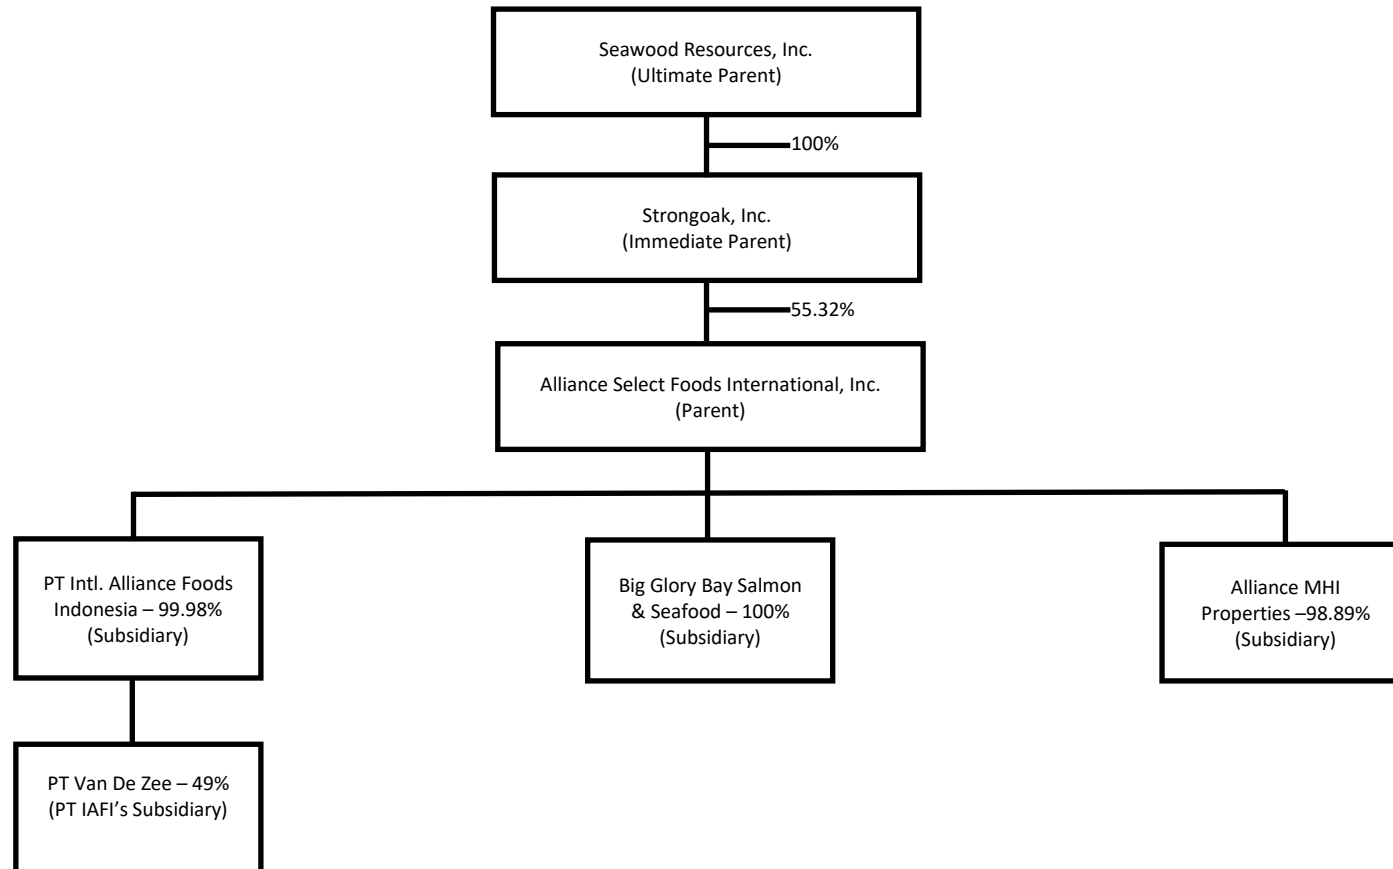 Seawood Resources, Inc.
(Ultimate Parent)
100%
Strongoak, Inc.
(Immediate Parent)
55.32%
Alliance Select Foods International, Inc.
(Parent)
PT Intl. Alliance Foods
Indonesia – 99.98%
(Subsidiary)
Big Glory Bay Salmon
& Seafood – 100%
(Subsidiary)
Alliance MHI
Properties –98.89%
(Subsidiary)
PT Van De Zee – 49%
(PT IAFI’s Subsidiary)